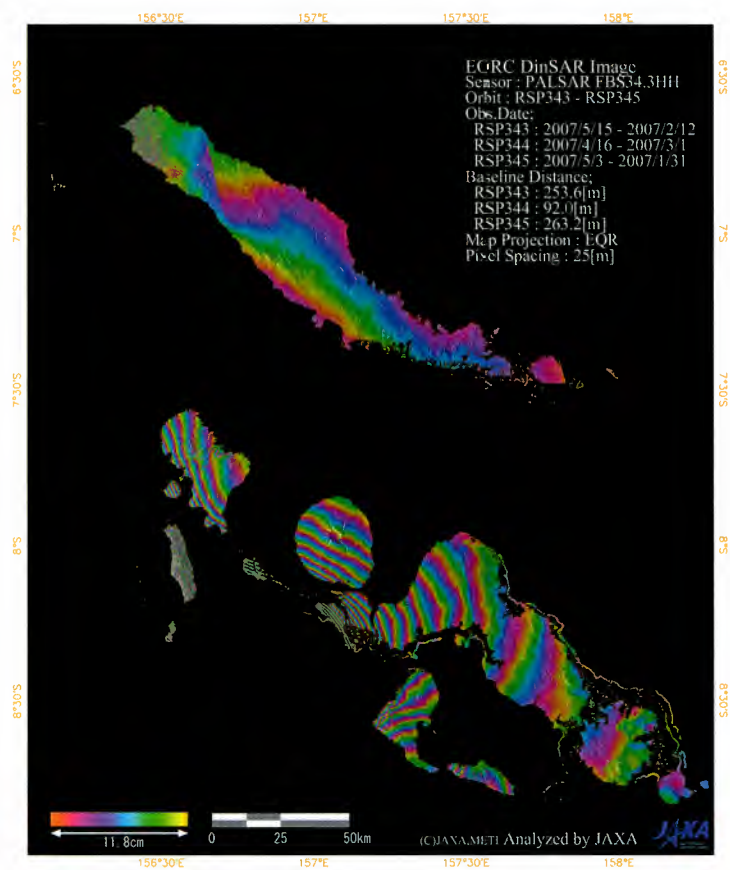 156°30'E 157°E 157°30'E 158°E
6°30'S 6°30'S
EORC DinSAR Image
Sensor : PALSAR FBS34.3HH
Orbit : RSP343 - RSP345
Obs.Date;
RSP343 : 2007/5/15 - 2007/2/12
RSP344 : 2007/4/16 - 2007/3/1
RSP345 : 2007/5/3 - 2007/1/31
Baseline Distance;
RSP343 : 253.6[m]
RSP344 : 92.0[m]
RSP345 : 263.2[m]
Map Projection : EQR
Pixel Spacing : 25[m]
7°S 7°S
7°30'S 7°30'S
8°S 8°S
8°30'S 8°30'S
11.8cm
0 25 50km
(C)JAXA,METI Analyzed by JAXA
JAXA
156°30'E 157°E 157°30'E 158°E